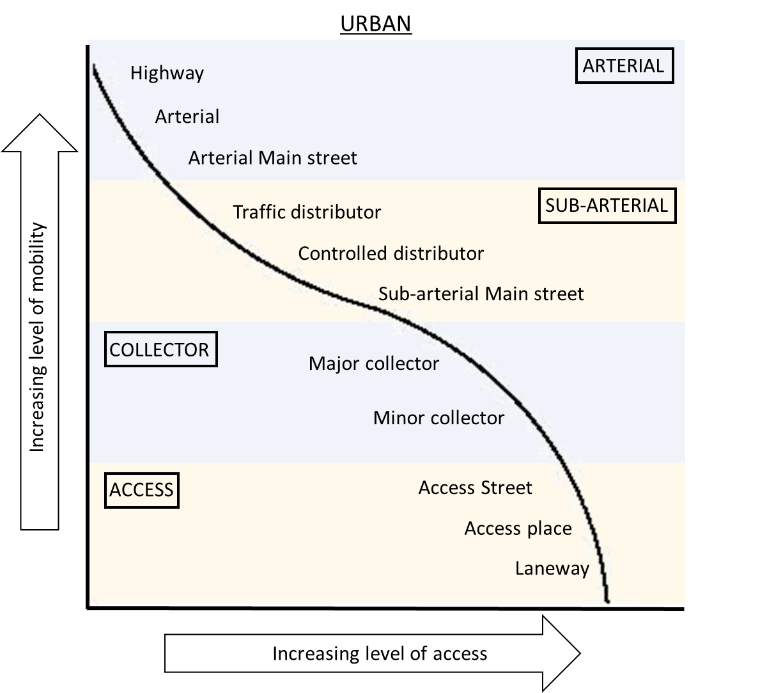 URBAN
ARTERIAL
Highway
Arterial
Arterial Main street
SUB-ARTERIAL
Traffic distributor
Controlled distributor
Sub-arterial Main street
COLLECTOR
Major collector
Minor collector
ACCESS
Access Street
Access place
Laneway
Increasing level of mobility
Increasing level of access